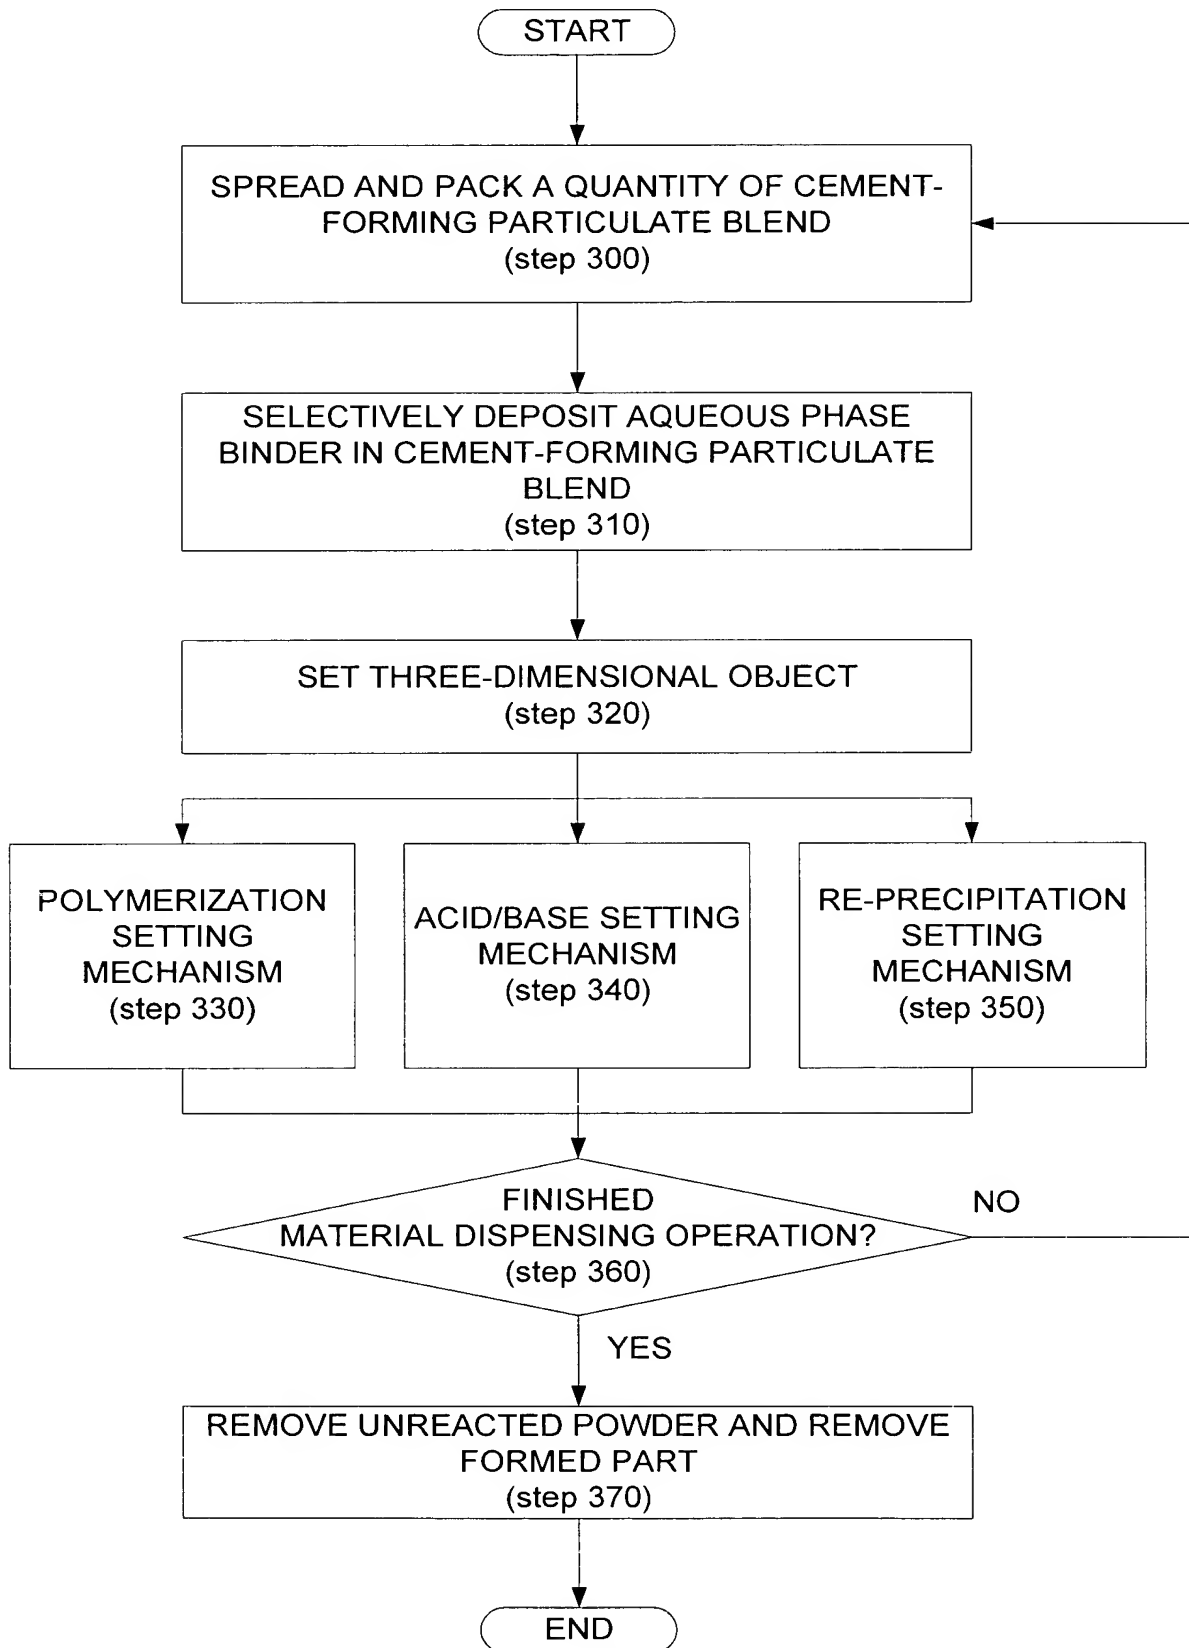 START
SPREAD AND PACK A QUANTITY OF CEMENT-
FORMING PARTICULATE BLEND
(step 300)
SELECTIVELY DEPOSIT AQUEOUS PHASE
BINDER IN CEMENT-FORMING PARTICULATE
BLEND
(step 310)
SET THREE-DIMENSIONAL OBJECT
(step 320)
POLYMERIZATION
SETTING
MECHANISM
(step 330)
ACID/BASE SETTING
MECHANISM
(step 340)
RE-PRECIPITATION
SETTING
MECHANISM
(step 350)
FINISHED
MATERIAL DISPENSING OPERATION?
(step 360)
NO
YES
REMOVE UNREACTED POWDER AND REMOVE
FORMED PART
(step 370)
END